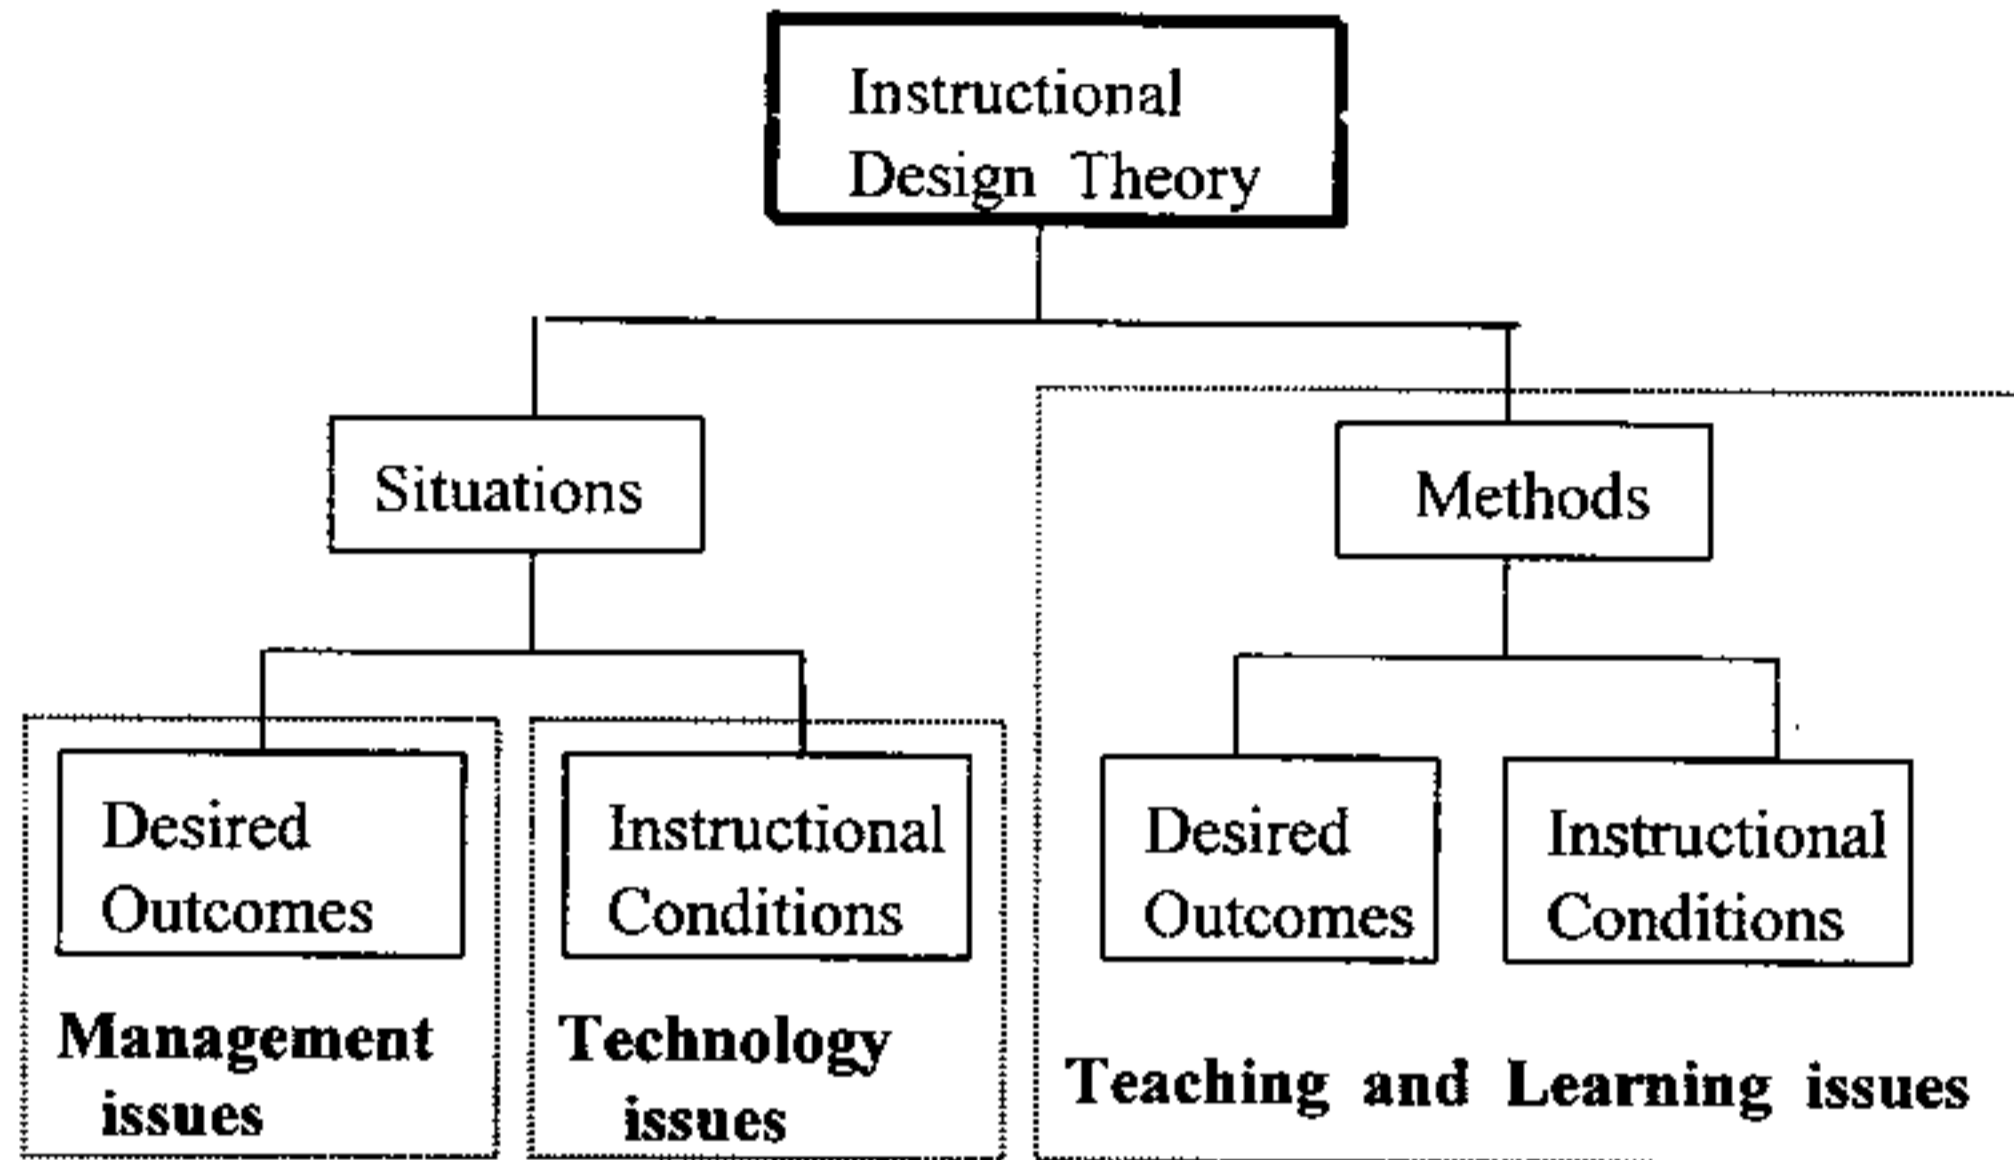 Instructional
Design Theory
Situations
Methods
Desired
Outcomes
Instructional
Conditions
Desired
Outcomes
Instructional
Conditions
Management
issues
Technology
issues
Teaching and Learning issues